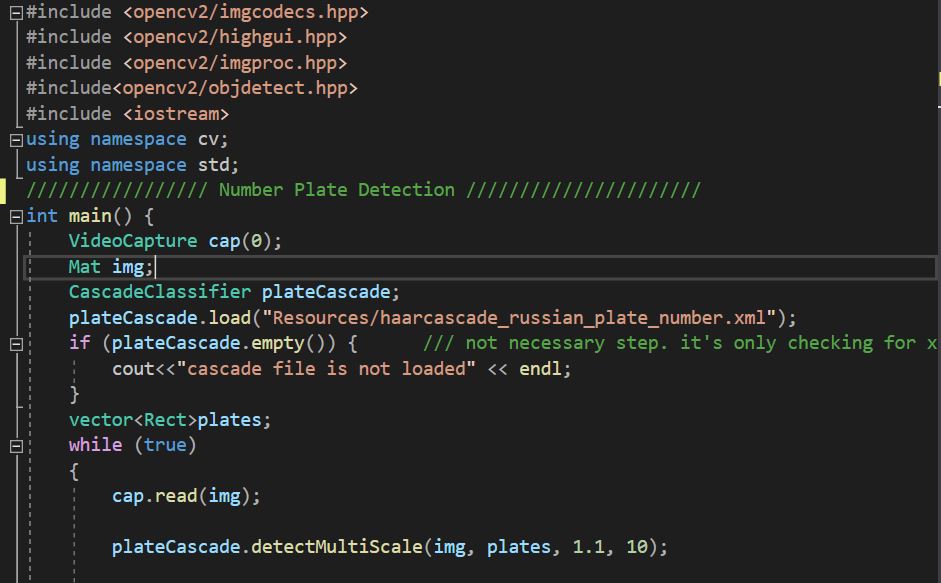 #include <opencv2/imgcodecs.hpp>
#include <opencv2/highgui.hpp>
#include <opencv2/imgproc.hpp>
#include<opencv2/objdetect.hpp>
#include <iostream>
using namespace cv;
using namespace std;
///////////////// Number Plate Detection //////////////////////
int main() {
    VideoCapture cap(0);
    Mat img;
    CascadeClassifier plateCascade;
    plateCascade.load("Resources/haarcascade_russian_plate_number.xml");
    if (plateCascade.empty()) {      /// not necessary step. it's only checking for x
        cout<<"cascade file is not loaded" << endl;
    }
    vector<Rect>plates;
    while (true)
    {
        cap.read(img);
        plateCascade.detectMultiScale(img, plates, 1.1, 10);